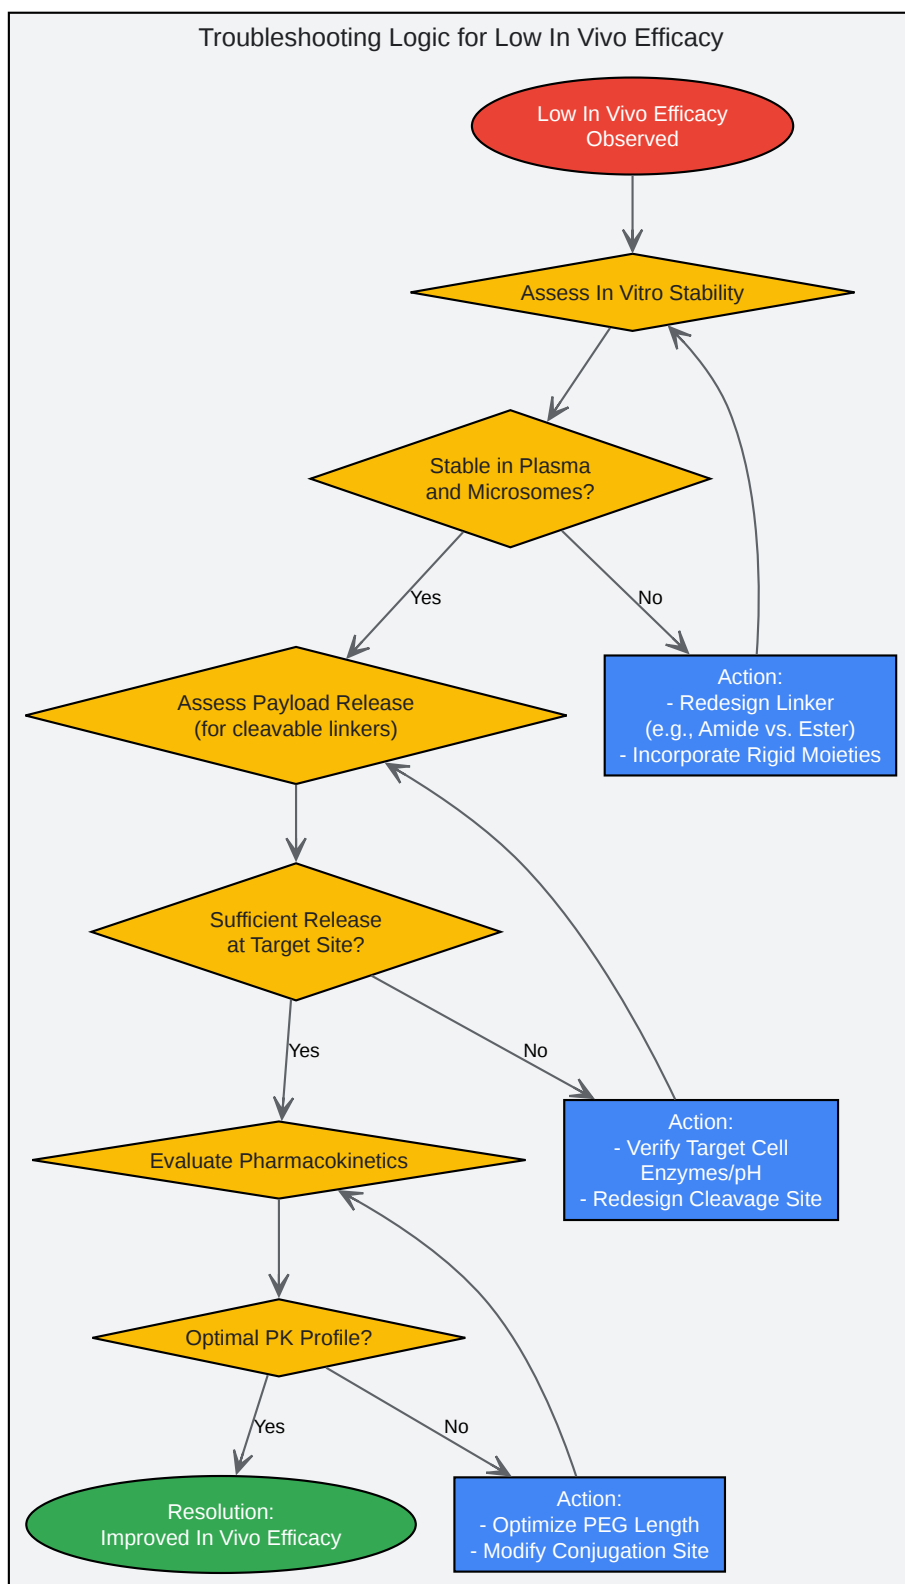 Troubleshooting Logic for Low In Vivo Efficacy
Low In Vivo Efficacy
Observed
Assess In Vitro Stability
Stable in Plasma
and Microsomes?
Yes
No
Assess Payload Release
(for cleavable linkers)
Action:
- Redesign Linker
(e.g., Amide vs. Ester)
- Incorporate Rigid Moieties
Sufficient Release
at Target Site?
Yes
No
Evaluate Pharmacokinetics
Action:
- Verify Target Cell
Enzymes/pH
- Redesign Cleavage Site
Optimal PK Profile?
Yes
No
Resolution:
Improved In Vivo Efficacy
Action:
- Optimize PEG Length
- Modify Conjugation Site